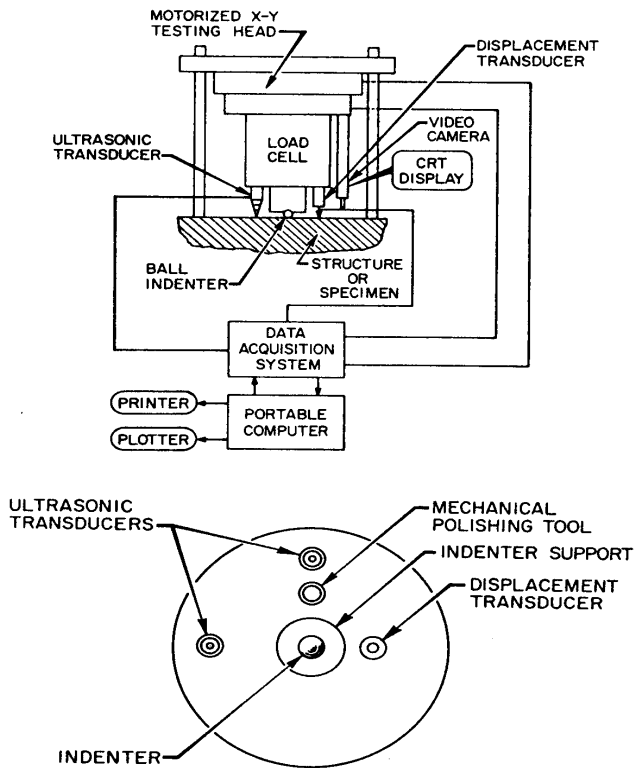 MOTORIZED X-Y
TESTING HEAD
DISPLACEMENT
TRANSDUCER
VIDEO
CAMERA
ULTRASONIC
TRANSDUCER
LOAD
CELL
CRT
DISPLAY
BALL
INDENTER
STRUCTURE
OR
SPECIMEN
DATA
ACQUISITION
SYSTEM
PRINTER
PORTABLE
COMPUTER
PLOTTER
ULTRASONIC
TRANSDUCERS
MECHANICAL
POLISHING TOOL
INDENTER SUPPORT
DISPLACEMENT
TRANSDUCER
INDENTER